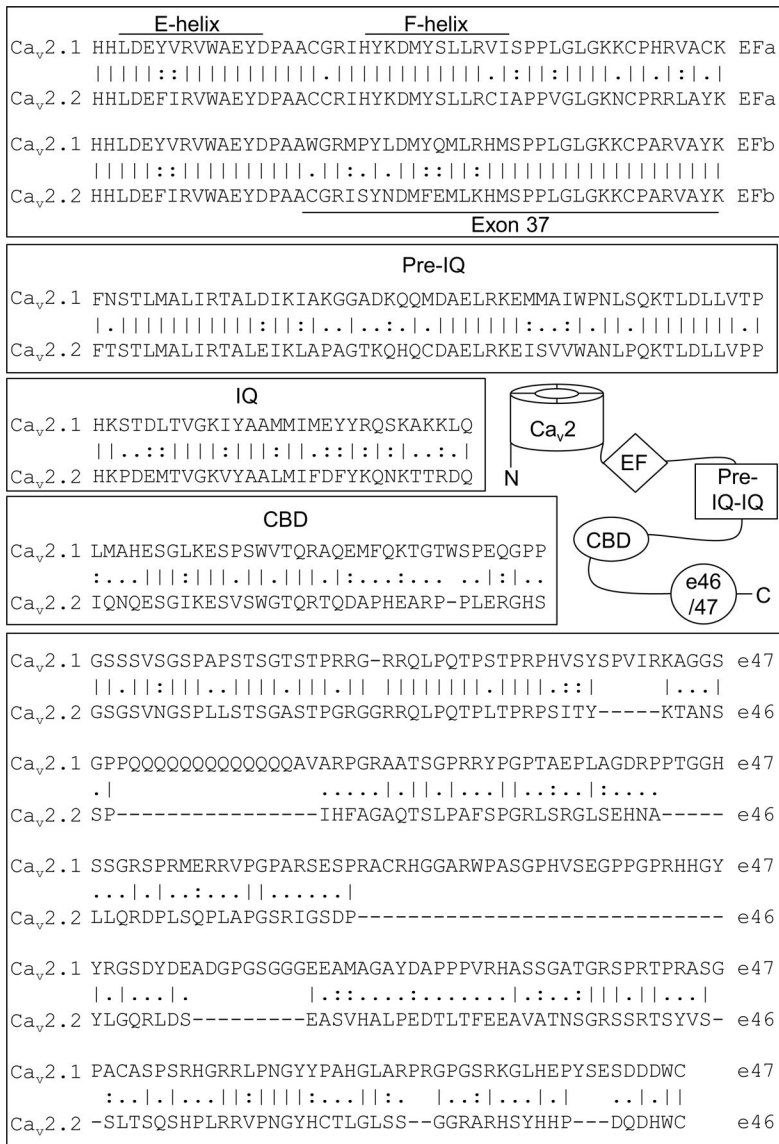 E-helix F-helix
Cav2.1 HHLDEYVRVWAEYDPAACGRIHYKDMYSLLRVISPPLGLGKKCPHRVACK EFa
|||||::|||||||||||.||||||||||||.|.||.|||||.||.|:|.|
Cav2.2 HHLDEFIRVWAEYDPAACCRIHYKDMYSLLRCIAPPVGLGKNCPRRLAYK EFa
Cav2.1 HHLDEYVRVWAEYDPAAWGRMPYLDMYQMLRHMSPPLGLGKKCPARVAYK EFb
|||||::||||||||||.||..|.||::||:|||||||||||||||||||
Cav2.2 HHLDEFIRVWAEYDPAACGRISYNDMFEMLKHMSPPLGLGKKCPARVAYK EFb
Exon 37
Pre-IQ
Cav2.1 FNSTLMALIRTALDIKIAKGGADKQQMDAELRKEMMAIWPNLSQKTLDLLVTP
|.|||||||||||:||:|..|..:|.|||||||:..:|.||.||||||||.|
Cav2.2 FTSTLMALIRTALEIKLAPAGTKQHQCDAELRKEISVVWANLPQKTLDLLVPP
IQ
Cav2.1 HKSTDLTVGKIYAAMMIMEYYRQSKAKKLQ
||..::||||:|||:||.::|:|.|....|
Cav2.2 HKPDEMTVGKVYAALMIFDFYKQNKTTRDQ
Cav2
N
EF
Pre-
IQ-IQ
CBD
e46
/47
C
CBD
Cav2.1 LMAHESGLKESPSWVTQRAQEMFQKTGTWSPEQGPP
:...|||:|||.||.|||.|:...:... ..|:|..
Cav2.2 IQNQESGIKESVSWGTQRTQDAPHEARP-PLERGHS
Cav2.1 GSSSVSGSPAPSTSGTSTPRRG-RRQLPQTPSTPRPHVSYSPVIRKAGGS e47
||.||:|||..||||.|||.|| |||||||||.||||.::| |...|
Cav2.2 GSGSVNGSPLLSTSGASTPGRGGRRQLPQTPLTPRPSITY-----KTANS e46
Cav2.1 GPPQQQQQQQQQQQQQAVARPGRAATSGPRRYPGPTAEPLAGDRPPTGGH e47
Cav2.2 SP---------------IHFAGAQTSLPAFSPGRLSRGLSEHNA----- e46
Cav2.1 SSGRSPRMERRVPGPARSESPRACRHGGARWPASGPHVSEGPPGPRHHGY e47
...|.|:..:..|.||......|
Cav2.2 LLQRDPLSQPLAPGSRIGSDP---------------------------- e46
Cav2.1 YRGSDYDEADGPGSGGGEEAMAGAYDAPPPVRHASSGATGRSPRTPRASG e47
Cav2.2 YLGQRLDS---------EASVHALPEDTLTFEEAVATNSGRSSRTSYVS- e46
Cav2.1 PACASPSRHGRRLPNGYYPAHGLARPRGPGSRKGLHEPYSESDDDWC e47
Cav2.2 -SLTSQSHPLRRVPNGYHCTLGLSS--GGRARHSYHHP---DQDHWC e46